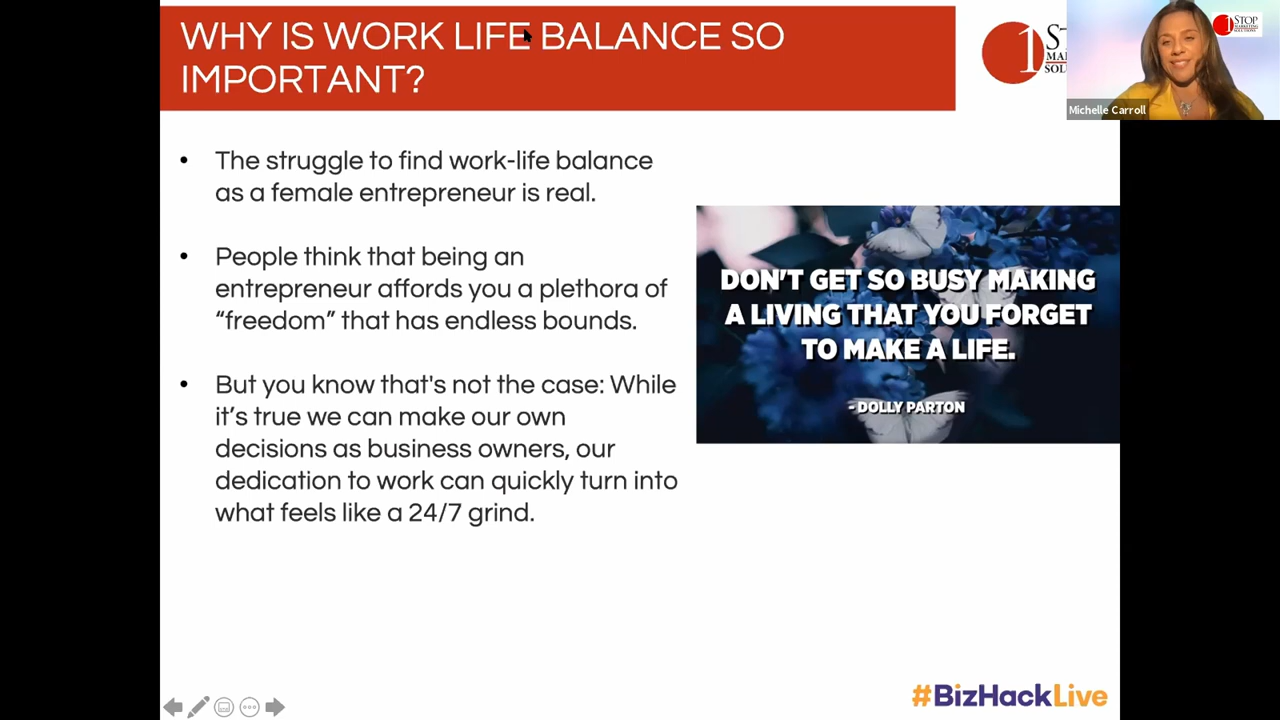 WHY IS WORK LIFE BALANCE SO
IMPORTANT?
1
STOP
MARKETING
SOLUTIONS
Michelle Carroll
• The struggle to find work-life balance
as a female entrepreneur is real.
• People think that being an
entrepreneur affords you a plethora of
“freedom” that has endless bounds.
• But you know that's not the case: While
it’s true we can make our own
decisions as business owners, our
dedication to work can quickly turn into
what feels like a 24/7 grind.
DON'T GET SO BUSY MAKING
A LIVING THAT YOU FORGET
TO MAKE A LIFE.
- DOLLY PARTON
#BizHackLive